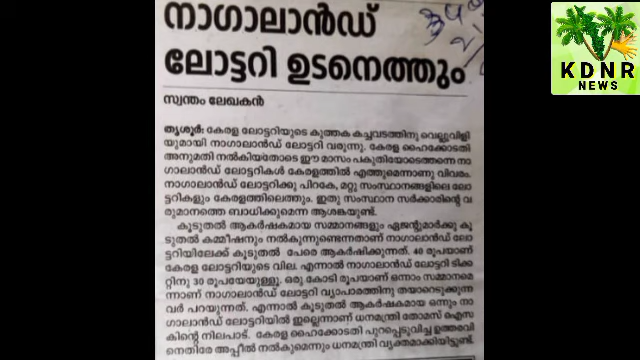 നാഗാലാൻഡ്
ലോട്ടറി ഉടനെത്തും
സ്വന്തം ലേഖകൻ
തൃശൂർ: കേരള ലോട്ടറിയുടെ കുത്തക കച്ചവടത്തിനു വെല്ലുവിളി
യുമായി നാഗാലാൻഡ് ലോട്ടറി വരുന്നു. കേരള ഹൈക്കോടതി
അനുമതി നൽകിയതോടെ ഈ മാസം പകുതിയോടെത്തന്നെ നാ
ഗാലാൻഡ് ലോട്ടറികൾ കേരളത്തിൽ എത്തുമെന്നാണു വിവരം.
നാഗാലാൻഡ് ലോട്ടറിക്കു പിറകേ, മറ്റു സംസ്ഥാനങ്ങളിലെ ലോ
ട്ടറികളും കേരളത്തിലെത്തും. ഇതു സംസ്ഥാന സർക്കാരിന്റെ വ
രുമാനത്തെ ബാധിക്കുമെന്ന ആശങ്കയുണ്ട്.
കൂടുതൽ ആകർഷകമായ സമ്മാനങ്ങളും ഏജന്റുമാർക്കു കൂ
ടുതൽ കമ്മീഷനും നൽകുന്നുണ്ടെന്നതാണ് നാഗാലാൻഡ് ലോ
ട്ടറിയിലേക്ക് കൂടുതൽ പേരെ ആകർഷിക്കുന്നത്. 40 രൂപയാണ്
കേരള ലോട്ടറിയുടെ വില. എന്നാൽ നാഗാലാൻഡ് ലോട്ടറി ടിക്ക
റ്റിനു 30 രൂപയേയുള്ളൂ. ഒരു കോടി രൂപയാണ് ഒന്നാം സമ്മാനമെ
ന്നാണ് നാഗാലാൻഡ് ലോട്ടറി വ്യാപാരത്തിനു തയാറെടുക്കുന്ന
വർ പറയുന്നത്. എന്നാൽ കൂടുതൽ ആകർഷകമായ ഒന്നും നാ
ഗാലാൻഡ് ലോട്ടറിയിൽ ഇല്ലെന്നാണ് ധനമന്ത്രി തോമസ് ഐസ
കിന്റെ നിലപാട്. കേരള ഹൈക്കോടതി പുറപ്പെടുവിച്ച ഉത്തരവി
നെതിരേ അപ്പീൽ നൽകുമെന്നും ധനമന്ത്രി വ്യക്തമാക്കിയിട്ടുണ്ട്.
KDNR
NEWS